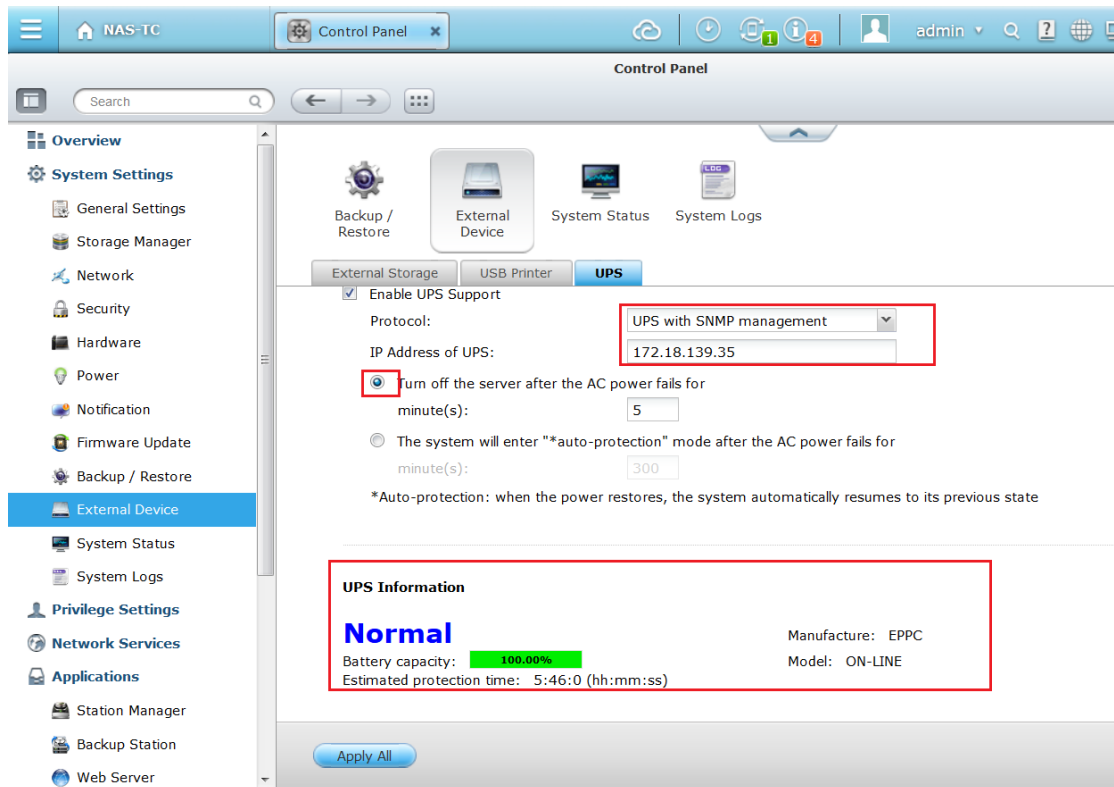 NAS-TC
Control Panel
1
4
admin
?
Control Panel
Search
Overview
System Settings
General Settings
Storage Manager
Network
Security
Hardware
Power
Notification
Firmware Update
Backup / Restore
External Device
System Status
System Logs
Privilege Settings
Network Services
Applications
Station Manager
Backup Station
Web Server
Backup /
Restore
External
Device
System Status
LOG
System Logs
External Storage
USB Printer
UPS
Enable UPS Support
Protocol: UPS with SNMP management
IP Address of UPS: 172.18.139.35
Turn off the server after the AC power fails for
minute(s): 5
The system will enter "*auto-protection" mode after the AC power fails for
minute(s): 300
*Auto-protection: when the power restores, the system automatically resumes to its previous state
UPS Information
Normal
Manufacture: EPPC
Battery capacity: 100.00%
Model: ON-LINE
Estimated protection time: 5:46:0 (hh:mm:ss)
Apply All